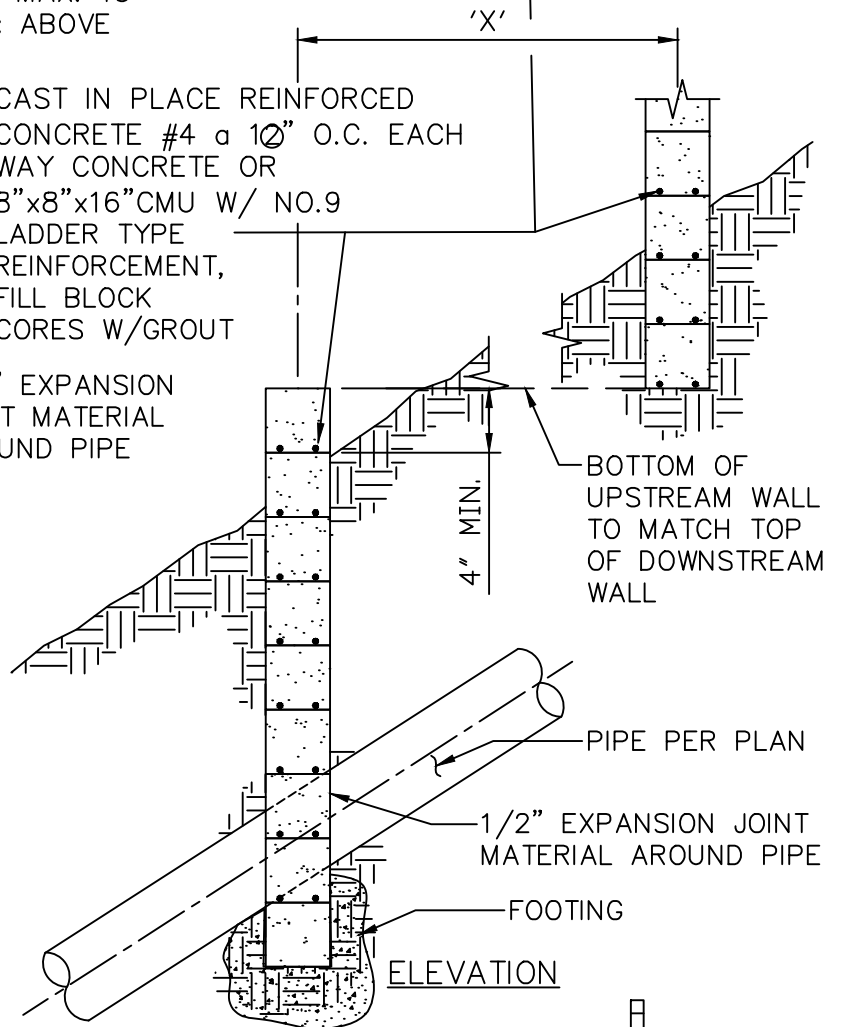 : ABOVE
'X'
CAST IN PLACE REINFORCED
CONCRETE #4 a 12" O.C. EACH
WAY CONCRETE OR
8"x8"x16"CMU W/ NO.9
LADDER TYPE
REINFORCEMENT,
FILL BLOCK
CORES W/GROUT
" EXPANSION
T MATERIAL
UND PIPE
4" MIN.
BOTTOM OF
UPSTREAM WALL
TO MATCH TOP
OF DOWNSTREAM
WALL
PIPE PER PLAN
1/2" EXPANSION JOINT
MATERIAL AROUND PIPE
FOOTING
ELEVATION